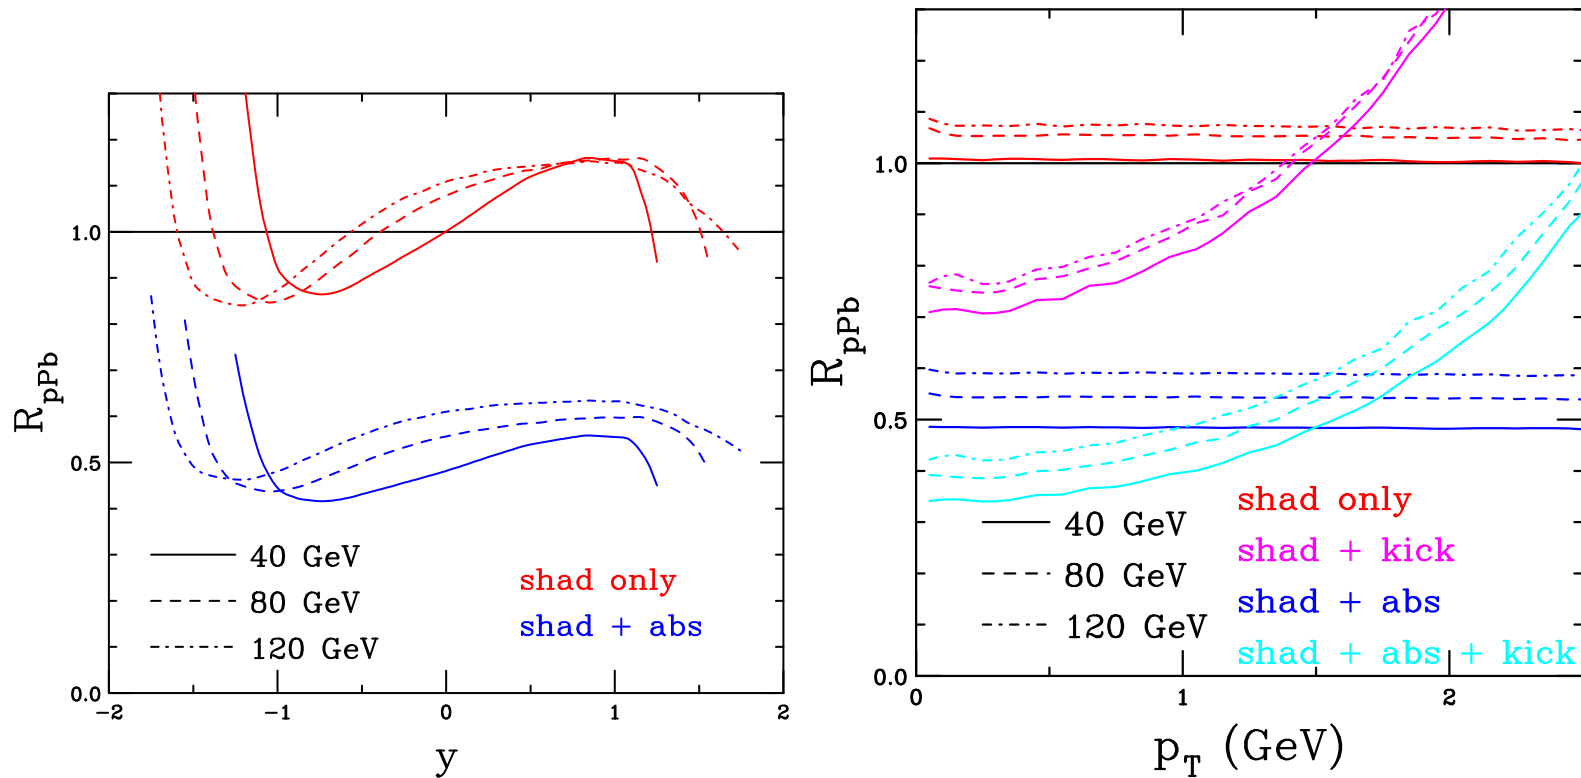 R_pPb
1.0
0.5
0.0
40 GeV
80 GeV
120 GeV
shad only
shad + abs
−2
−1
0
1
2
y
R_pPb
1.0
0.5
0.0
40 GeV
80 GeV
120 GeV
shad only
shad + kick
shad + abs
shad + abs + kick
0
1
2
p_T (GeV)